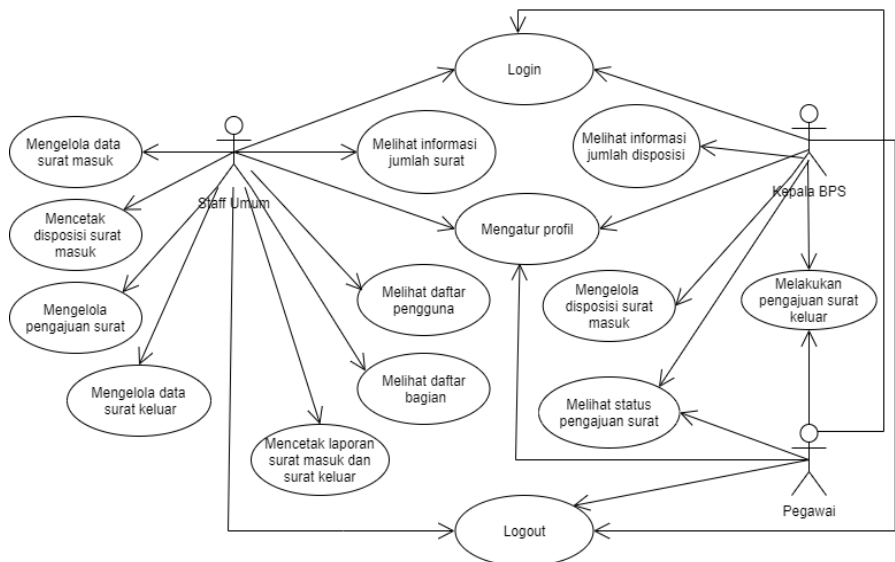 Login
Mengelola data
surat masuk
Melihat informasi
jumlah surat
Melihat informasi
jumlah disposisi
Staff Umum
Kepala BPS
Mencetak
disposisi surat
masuk
Mengatur profil
Mengelola
pengajuan surat
Melihat daftar
pengguna
Mengelola
disposisi surat
masuk
Melakukan
pengajuan surat
keluar
Mengelola data
surat keluar
Melihat daftar
bagian
Melihat status
pengajuan surat
Mencetak laporan
surat masuk dan
surat keluar
Pegawai
Logout